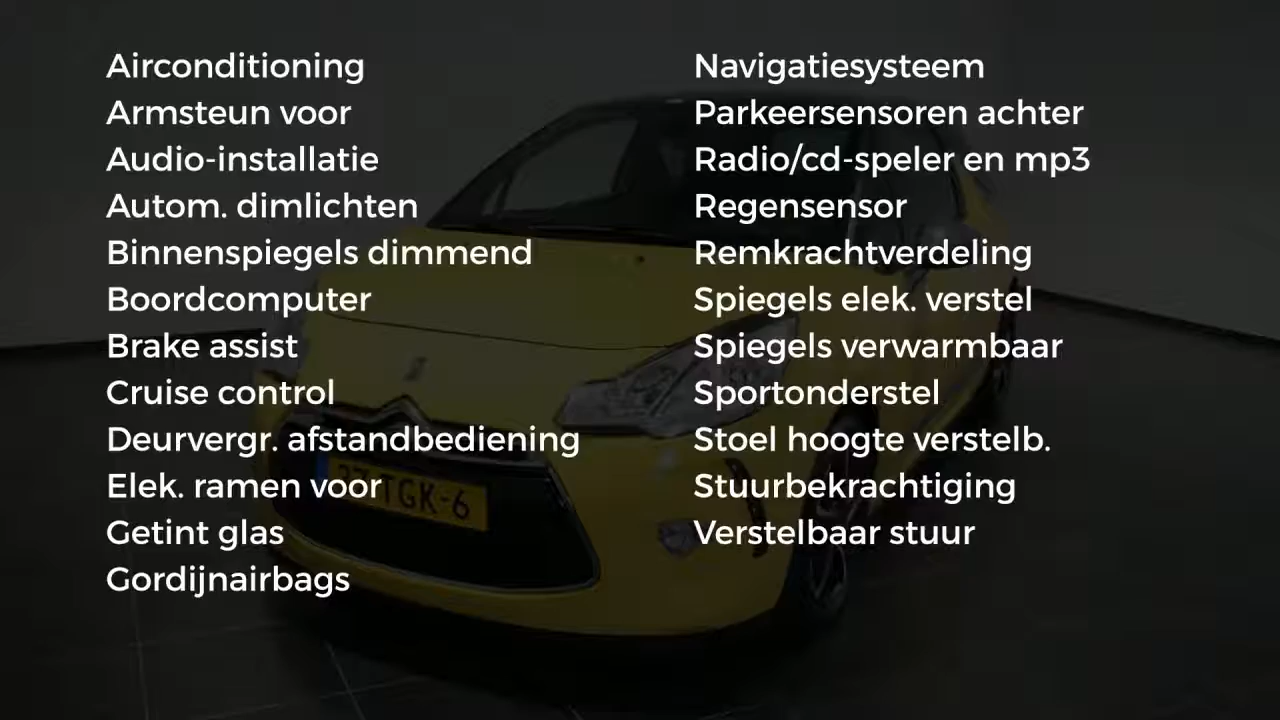 Airconditioning
Armsteun voor
Audio-installatie
Autom. dimlichten
Binnenspiegels dimmend
Boordcomputer
Brake assist
Cruise control
Deurvergr. afstandbediening
Elek. ramen voor
Getint glas
Gordijnairbags
Navigatiesysteem
Parkeersensoren achter
Radio/cd-speler en mp3
Regensensor
Remkrachtverdeling
Spiegels elek. verstel
Spiegels verwarmbaar
Sportonderstel
Stoel hoogte verstelb.
Stuurbekrachtiging
Verstelbaar stuur